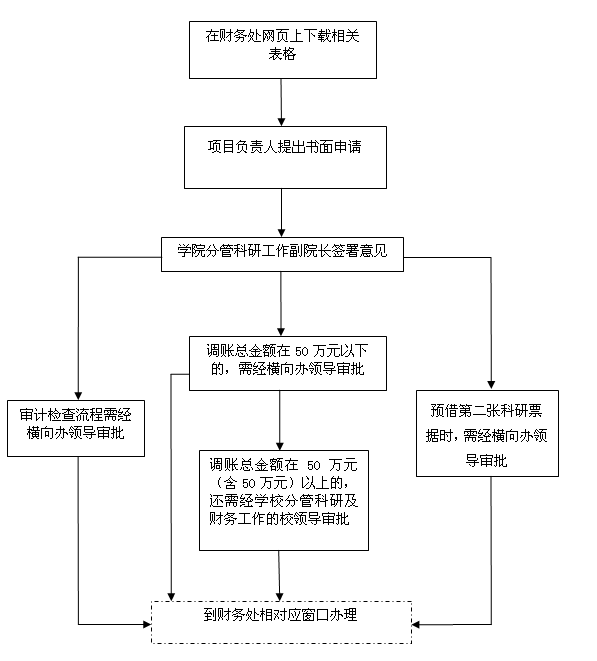 在财务处网页上下载相关
表格
项目负责人提出书面申请
学院分管科研工作副院长签署意见
调账总金额在 50 万元以下
的，需经横向办领导审批
审计检查流程需经
横向办领导审批
预借第二张科研票
据时，需经横向办领
导审批
调账总金额在 50 万元
（含 50 万元）以上的，
还需经学校分管科研及
财务工作的校领导审批
到财务处相对应窗口办理